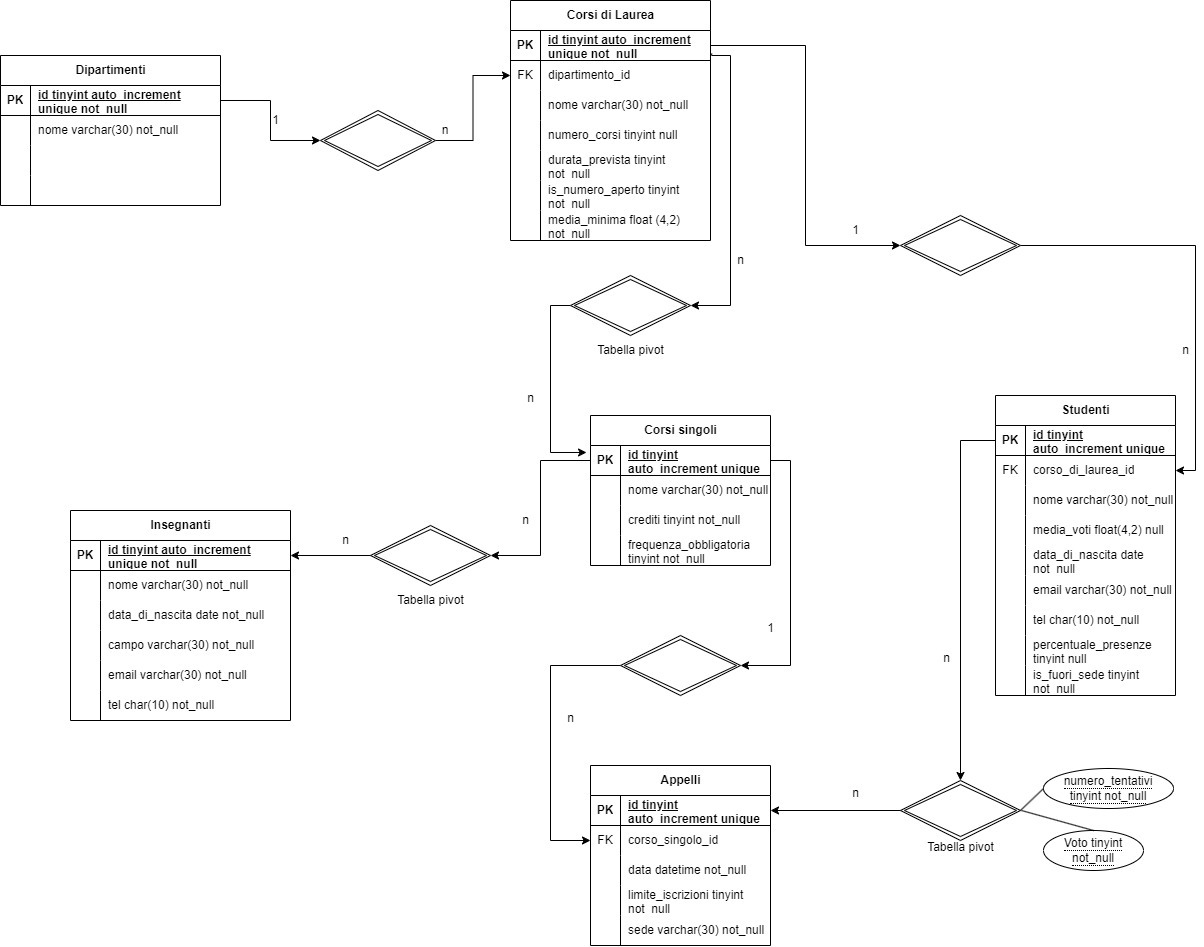 Corsi di Laurea
PK
id tinyint auto_increment
unique not_null
FK
dipartimento_id
nome varchar(30) not_null
numero_corsi tinyint null
durata_prevista tinyint
not_null
is_numero_aperto tinyint
not_null
media_minima float (4,2)
not_null
Dipartimenti
PK
id tinyint auto_increment
unique not_null
nome varchar(30) not_null
1
n
1
n
n
Tabella pivot
n
Studenti
PK
id tinyint
auto_increment unique
FK
corso_di_laurea_id
nome varchar(30) not_null
media_voti float(4,2) null
data_di_nascita date
not_null
email varchar(30) not_null
tel char(10) not_null
percentuale_presenze
tinyint null
is_fuori_sede tinyint
not_null
Corsi singoli
PK
id tinyint
auto_increment unique
nome varchar(30) not_null
crediti tinyint not_null
frequenza_obbligatoria
tinyint not_null
n
n
Tabella pivot
Insegnanti
PK
id tinyint auto_increment
unique not_null
nome varchar(30) not_null
data_di_nascita date not_null
campo varchar(30) not_null
email varchar(30) not_null
tel char(10) not_null
1
n
n
Appelli
PK
id tinyint
auto_increment unique
FK
corso_singolo_id
data datetime not_null
limite_iscrizioni tinyint
not_null
sede varchar(30) not_null
n
Tabella pivot
numero_tentativi
tinyint not_null
Voto tinyint
not_null